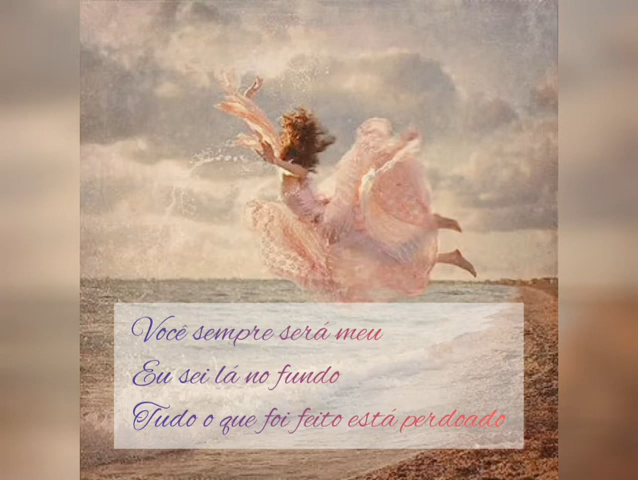 Você sempre será meu
Eu sei lá no fundo
Tudo o que foi feito está perdoado